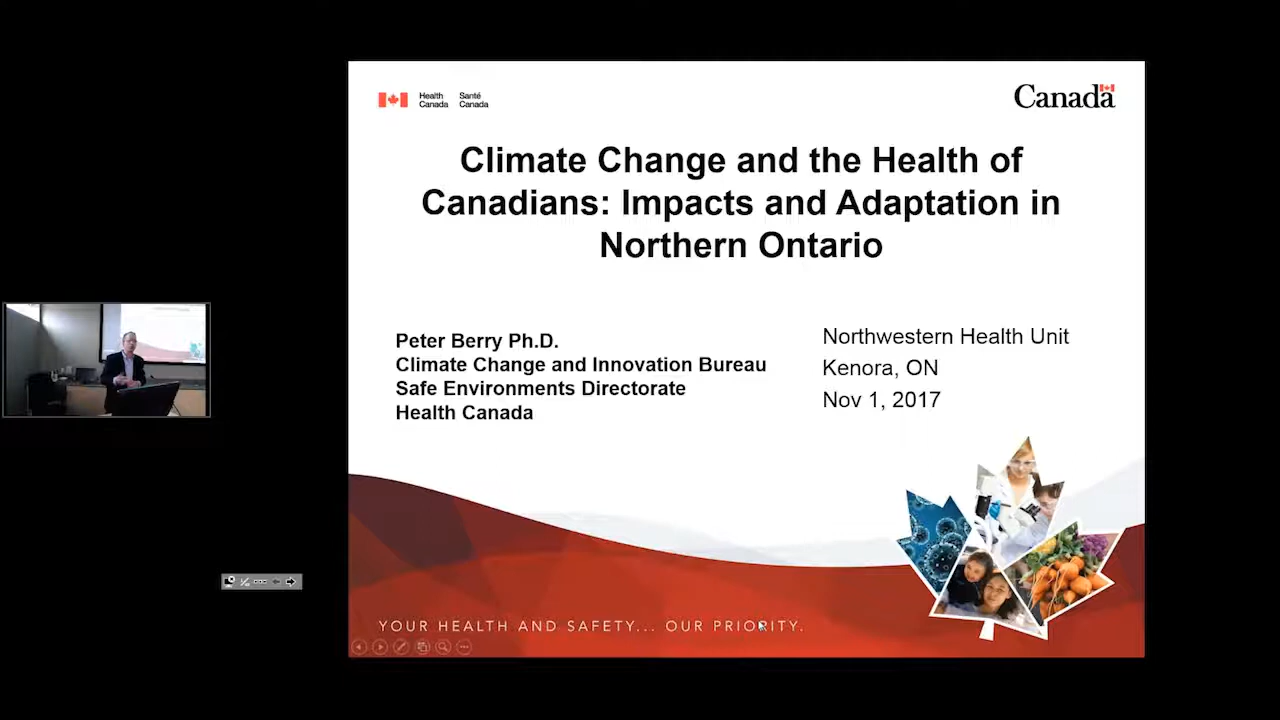 Health Canada
Santé Canada
Canada
Climate Change and the Health of
Canadians: Impacts and Adaptation in
Northern Ontario
Peter Berry Ph.D.
Climate Change and Innovation Bureau
Safe Environments Directorate
Health Canada
Northwestern Health Unit
Kenora, ON
Nov 1, 2017
YOUR HEALTH AND SAFETY... OUR PRIORITY.